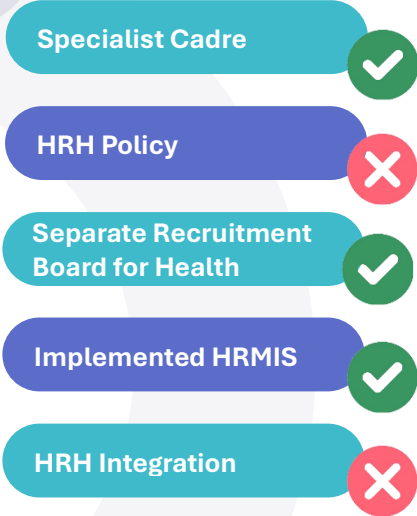 Specialist Cadre
HRH Policy
Separate Recruitment
Board for Health
Implemented HRMIS
HRH Integration